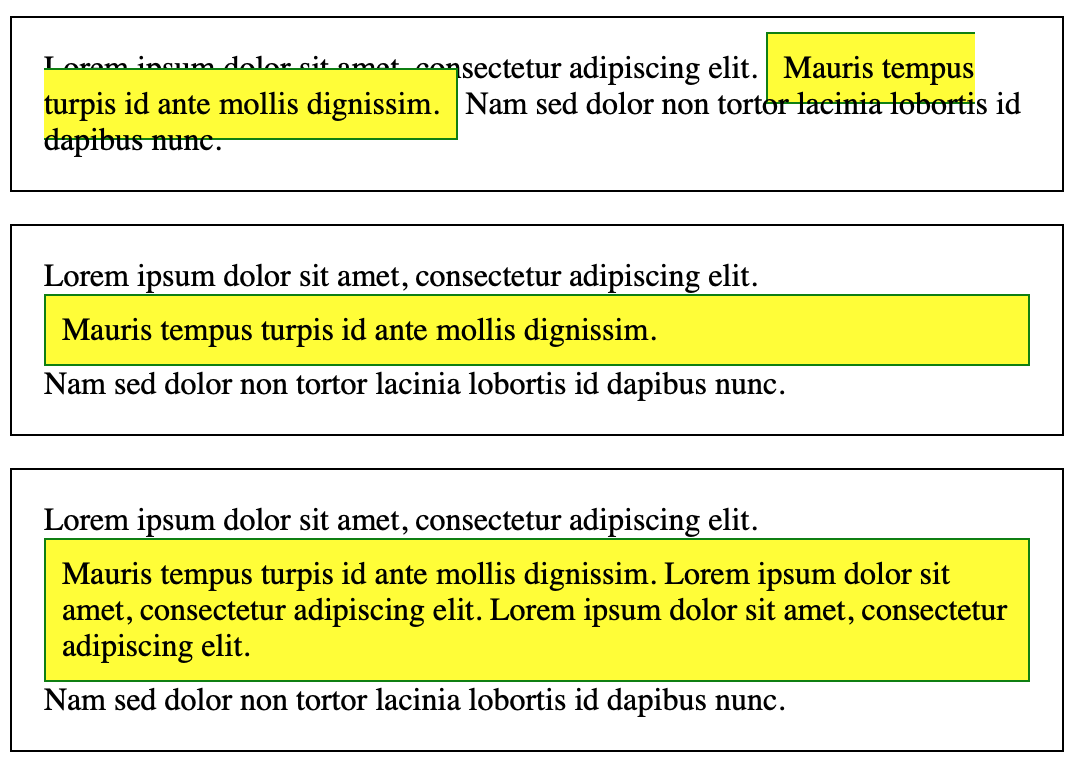 Lorem ipsum dolor sit amet, consectetur adipiscing elit. Mauris tempus
turpis id ante mollis dignissim. Nam sed dolor non tortor lacinia lobortis id
dapibus nunc.
Lorem ipsum dolor sit amet, consectetur adipiscing elit.
Mauris tempus turpis id ante mollis dignissim.
Nam sed dolor non tortor lacinia lobortis id dapibus nunc.
Lorem ipsum dolor sit amet, consectetur adipiscing elit.
Mauris tempus turpis id ante mollis dignissim. Lorem ipsum dolor sit
amet, consectetur adipiscing elit. Lorem ipsum dolor sit amet, consectetur
adipiscing elit.
Nam sed dolor non tortor lacinia lobortis id dapibus nunc.